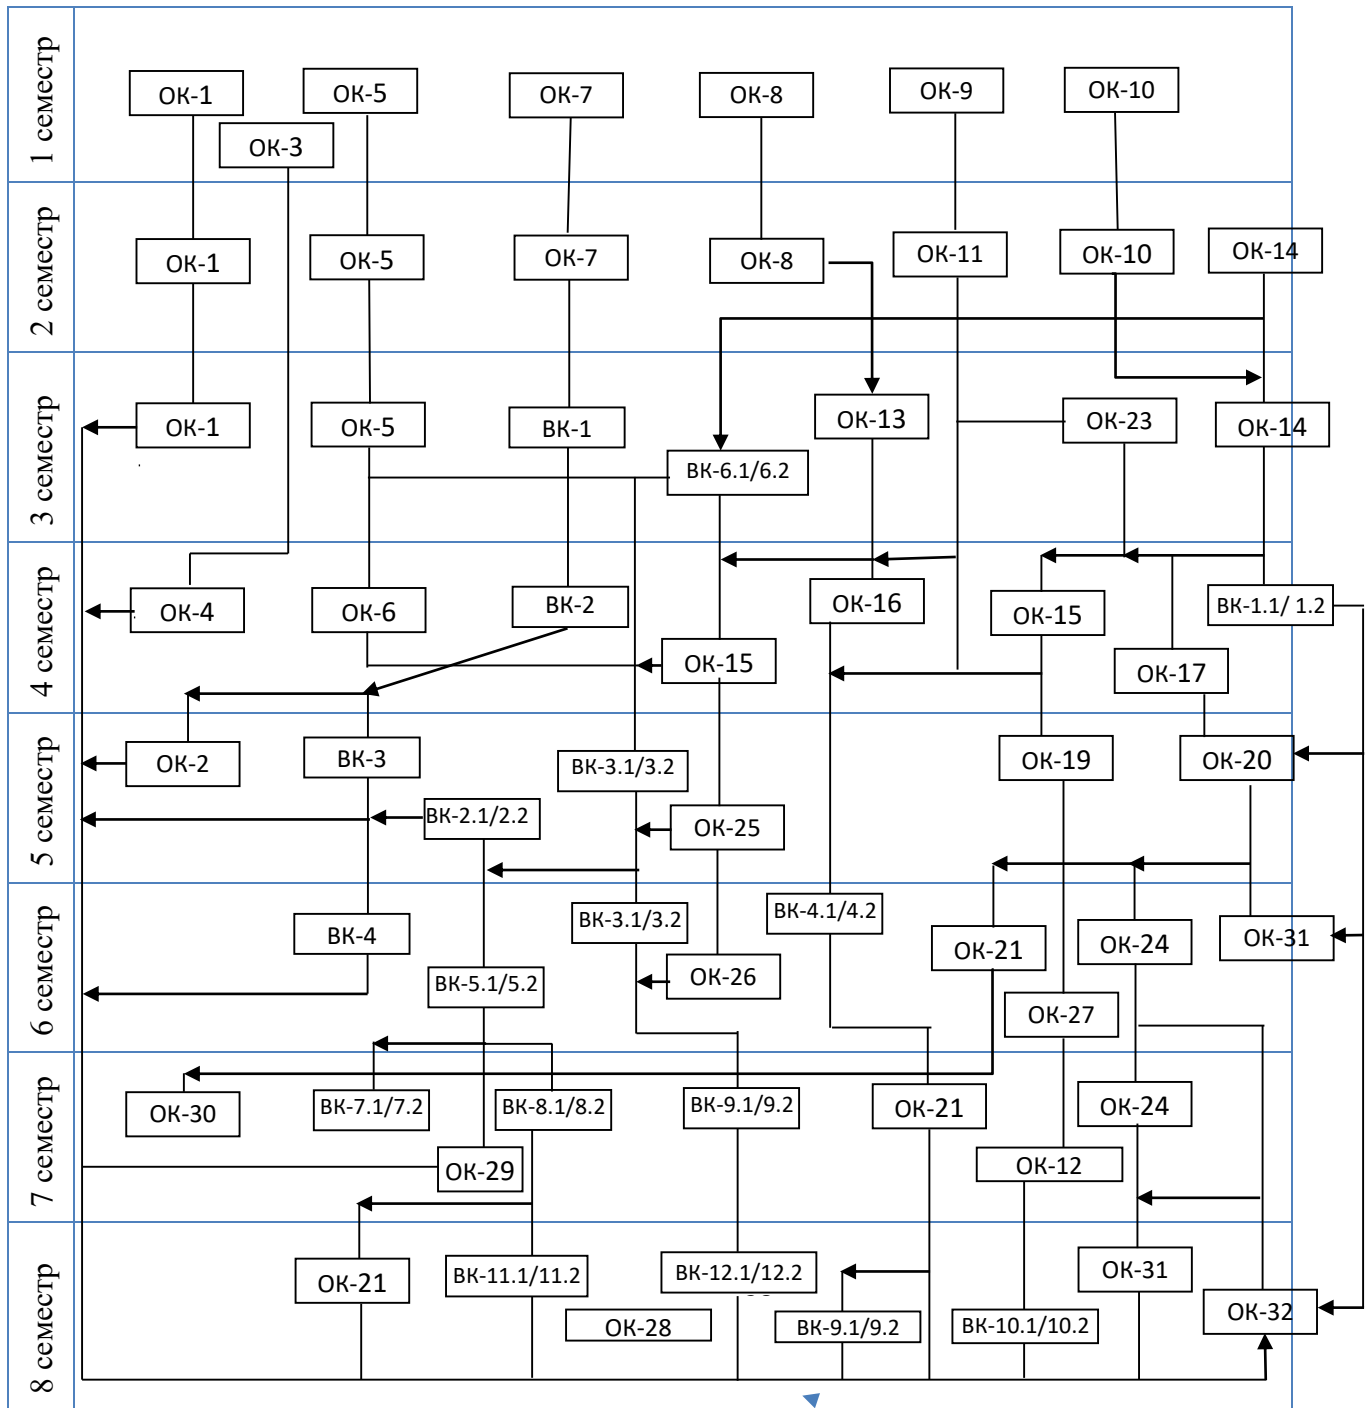 1 семестр
ОК-1
ОК-5
ОК-7
ОК-8
ОК-9
ОК-10
ОК-3
2 семестр
ОК-1
ОК-5
ОК-7
ОК-8
ОК-11
ОК-10
ОК-14
3 семестр
ОК-1
ОК-5
ВК-1
ОК-13
ОК-23
ОК-14
ВК-6.1/6.2
4 семестр
ОК-4
ОК-6
ВК-2
ОК-16
ОК-15
ВК-1.1/ 1.2
ОК-15
ОК-17
5 семестр
ОК-2
ВК-3
ВК-3.1/3.2
ОК-19
ОК-20
ВК-2.1/2.2
ОК-25
6 семестр
ВК-4
ВК-3.1/3.2
ВК-4.1/4.2
ОК-21
ОК-24
ОК-31
ВК-5.1/5.2
ОК-26
ОК-27
7 семестр
ОК-30
ВК-7.1/7.2
ВК-8.1/8.2
ВК-9.1/9.2
ОК-21
ОК-24
ОК-29
ОК-12
8 семестр
ОК-21
ВК-11.1/11.2
ВК-12.1/12.2
ОК-31
ОК-28
ВК-9.1/9.2
ВК-10.1/10.2
ОК-32